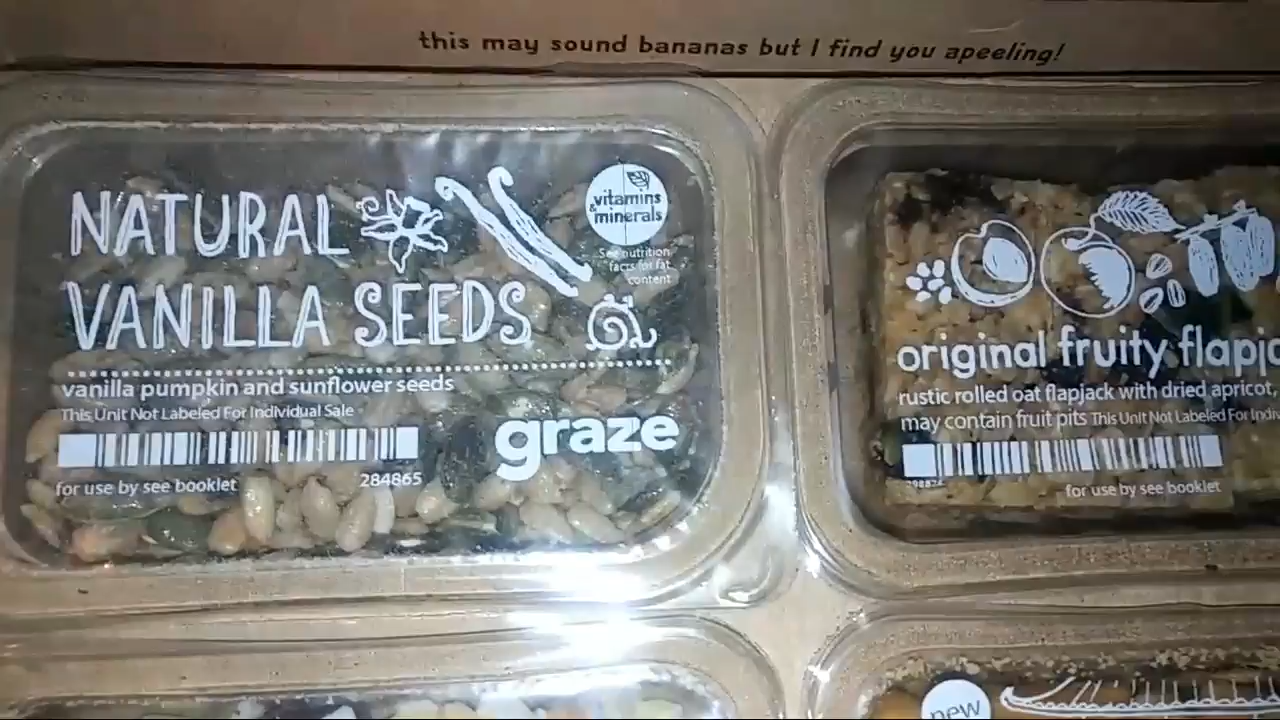 this may sound bananas but I find you apeeling!
NATURAL
VANILLA SEEDS
vitamins
& minerals
See nutrition
facts for fat
content
vanilla pumpkin and sunflower seeds
This Unit Not Labeled For Individual Sale
graze
for use by see booklet
284865
original fruity flapja
rustic rolled oat flapjack with dried apricot,
may contain fruit pits This Unit Not Labeled For Indiv
for use by see booklet
new